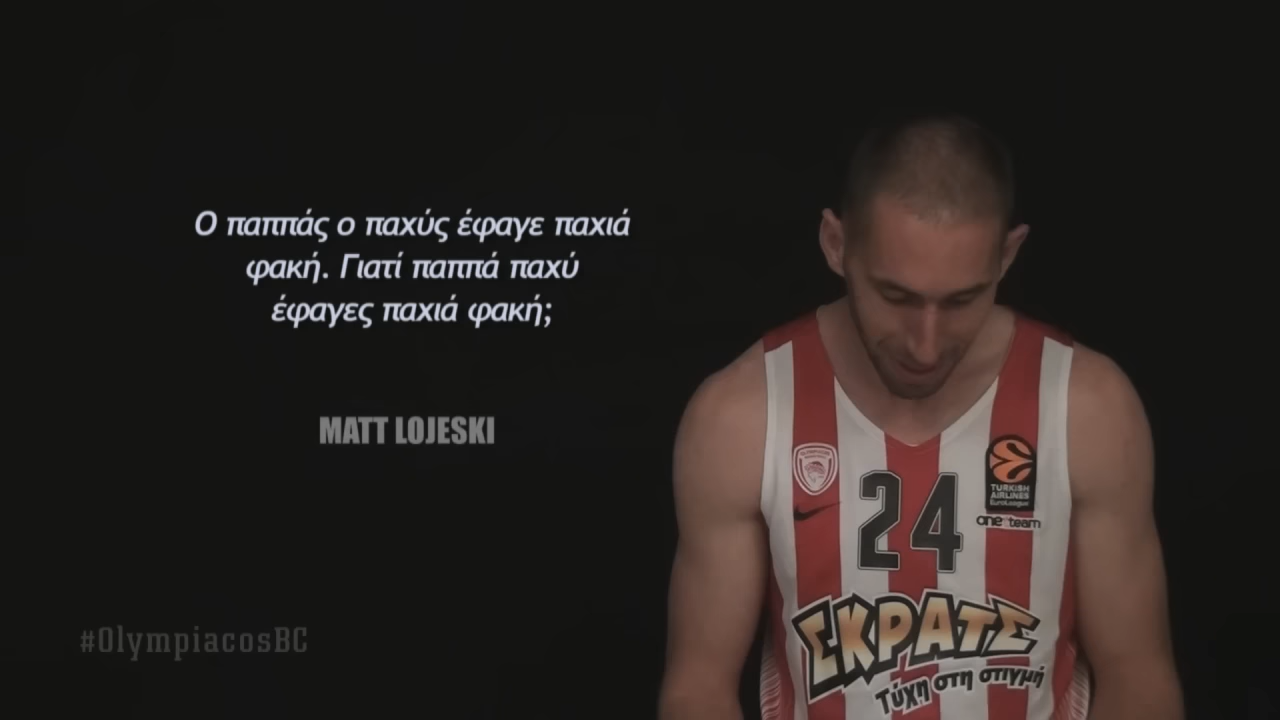 Ο παππάς ο παχύς έφαγε παχιά
φακή. Γιατί παππά παχύ
έφαγες παχιά φακή;
MATT LOJESKI
#OlympiacosBC
OLYMPIACOS
24
TURKISH
AIRLINES
EuroLeague
one team
ΣΚΡΑΤΣ
Τύχη στη στιγμή